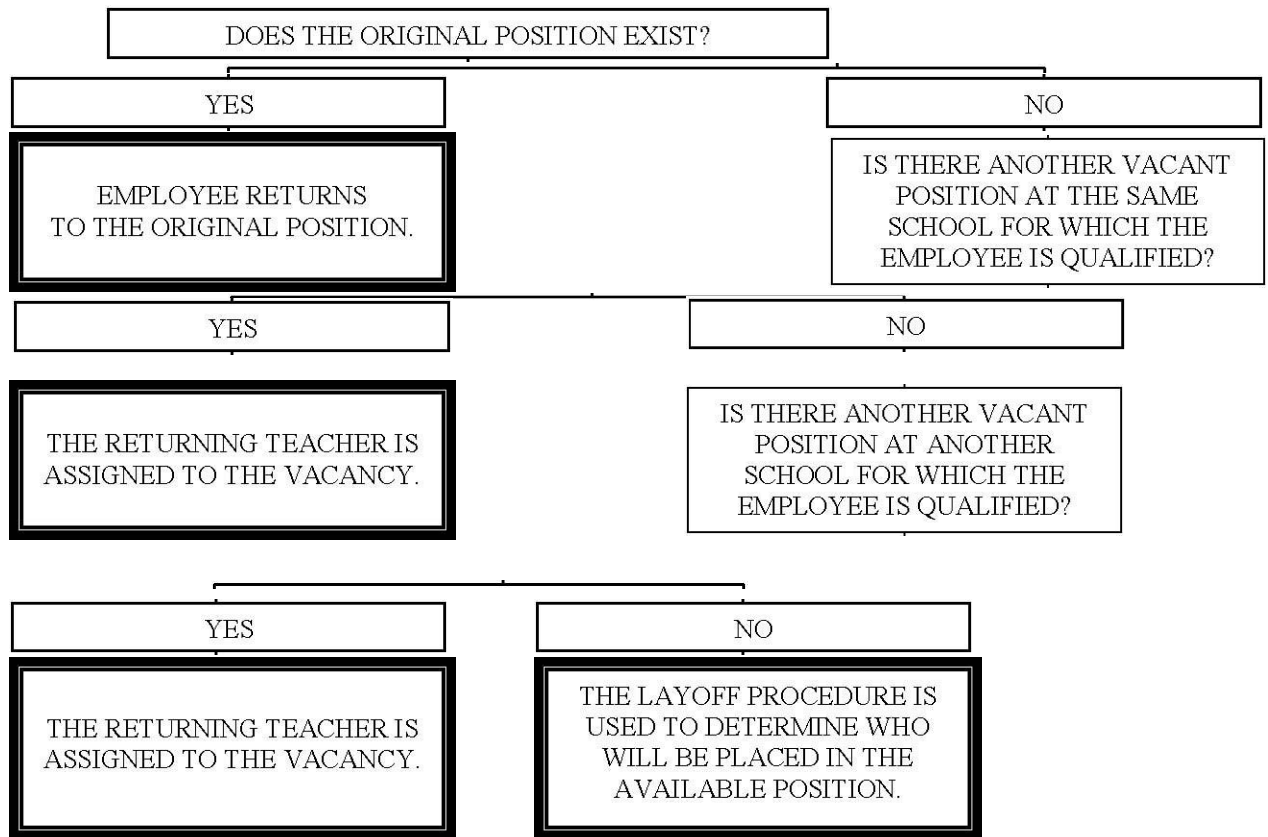 DOES THE ORIGINAL POSITION EXIST?
YES
NO
EMPLOYEE RETURNS
TO THE ORIGINAL POSITION.
IS THERE ANOTHER VACANT
POSITION AT THE SAME
SCHOOL FOR WHICH THE
EMPLOYEE IS QUALIFIED?
YES
NO
THE RETURNING TEACHER IS
ASSIGNED TO THE VACANCY.
IS THERE ANOTHER VACANT
POSITION AT ANOTHER
SCHOOL FOR WHICH THE
EMPLOYEE IS QUALIFIED?
YES
NO
THE RETURNING TEACHER IS
ASSIGNED TO THE VACANCY.
THE LAYOFF PROCEDURE IS
USED TO DETERMINE WHO
WILL BE PLACED IN THE
AVAILABLE POSITION.